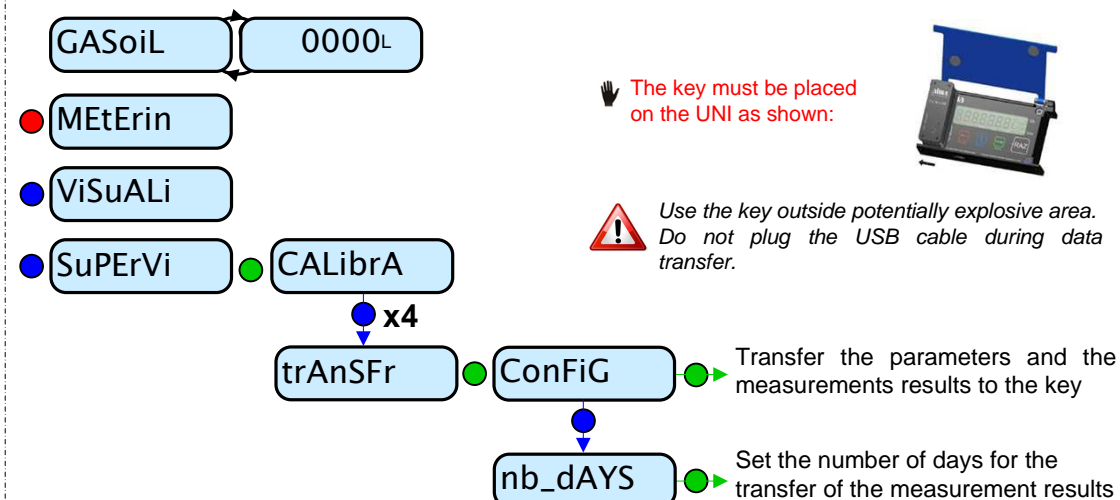 GASoiL 0000L
The key must be placed
on the UNI as shown:
MEtErin
ViSuALi
Use the key outside potentially explosive area.
Do not plug the USB cable during data
transfer.
SuPErVi CALibrA
x4
trAnSFr ConFiG
Transfer the parameters and the
measurements results to the key
nb_dAYS
Set the number of days for the
transfer of the measurement results
RAZ